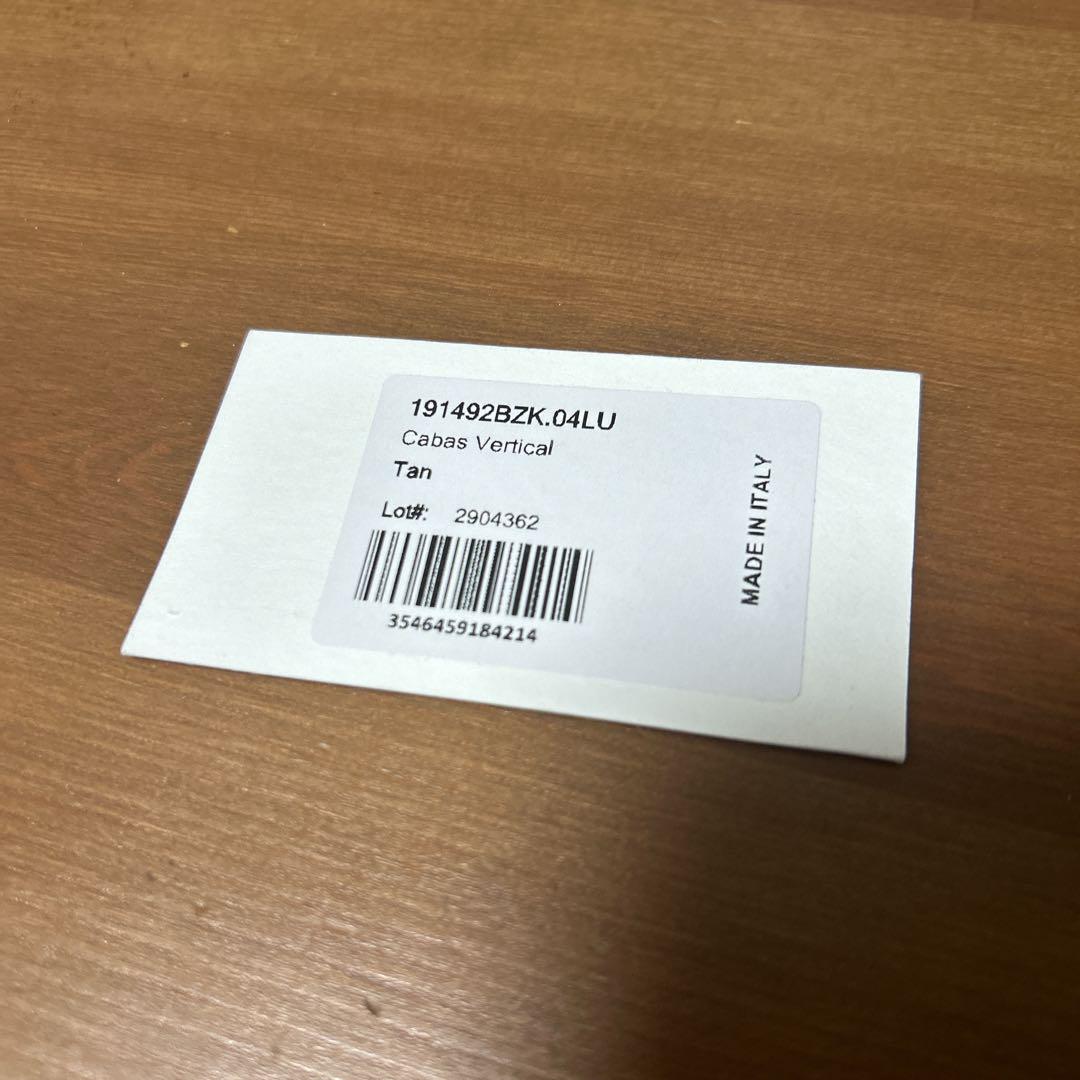 191492BZK.04LU
Cabas Vertical
Tan
Lot#: 2904362
3546459184214
MADE IN ITALY